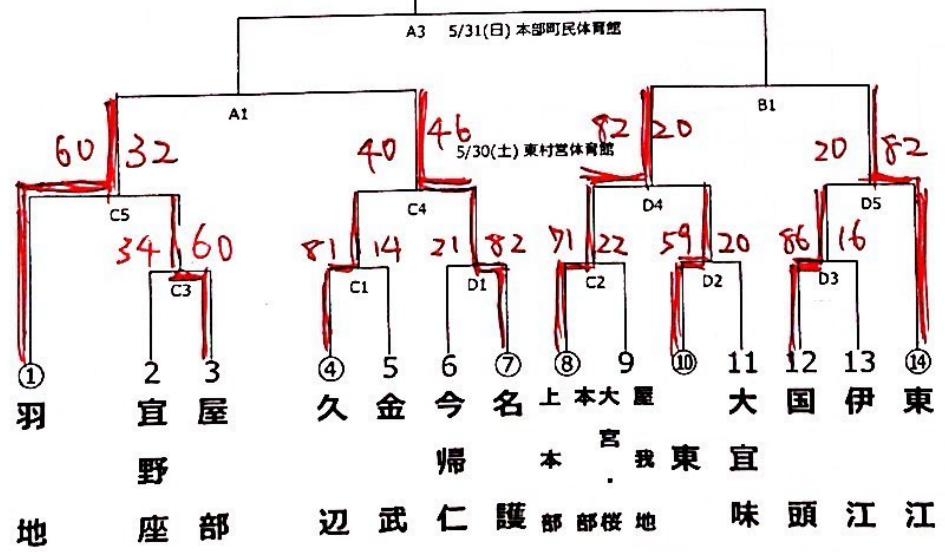 A3 5/31(日) 本部町民体育館
A1 B1
60 32 40 46 82 20 20 82
5/30(土) 東村営体育館
C5 C4 D4 D5
34 60 81 14 21 82 71 22 59 20 86 16
C3 C1 D1 C2 D2 D3
① 2 3 ④ 5 6 ⑦ ⑧ 9 ⑩ 11 12 13 ⑭
羽地
宜野座
屋部
久辺
金武
今帰仁
名護
上本部
本部
大宮・桜
屋我地
東
大宜味
国頭
伊江
東江